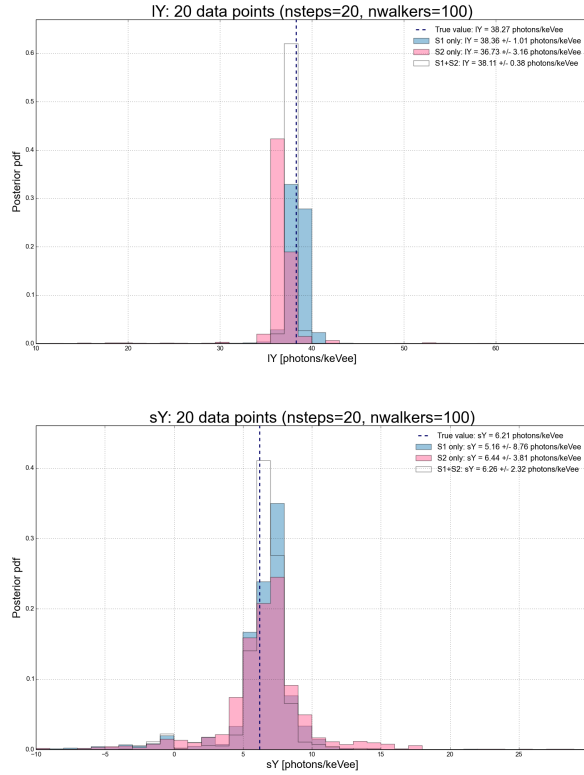 lY: 20 data points (nsteps=20, nwalkers=100)
True value: lY = 38.27 photons/keVee
S1 only: lY = 38.36 +/- 1.01 photons/keVee
S2 only: lY = 36.73 +/- 3.16 photons/keVee
S1+S2: lY = 38.11 +/- 0.38 photons/keVee
Posterior pdf
0.6
0.5
0.4
0.3
0.2
0.1
0.0
10 20 30 40 50 60
lY [photons/keVee]
sY: 20 data points (nsteps=20, nwalkers=100)
True value: sY = 6.21 photons/keVee
S1 only: sY = 5.16 +/- 8.76 photons/keVee
S2 only: sY = 6.44 +/- 3.81 photons/keVee
S1+S2: sY = 6.26 +/- 2.32 photons/keVee
Posterior pdf
0.4
0.3
0.2
0.1
0.0
−10 −5 0 5 10 15 20 25
sY [photons/keVee]